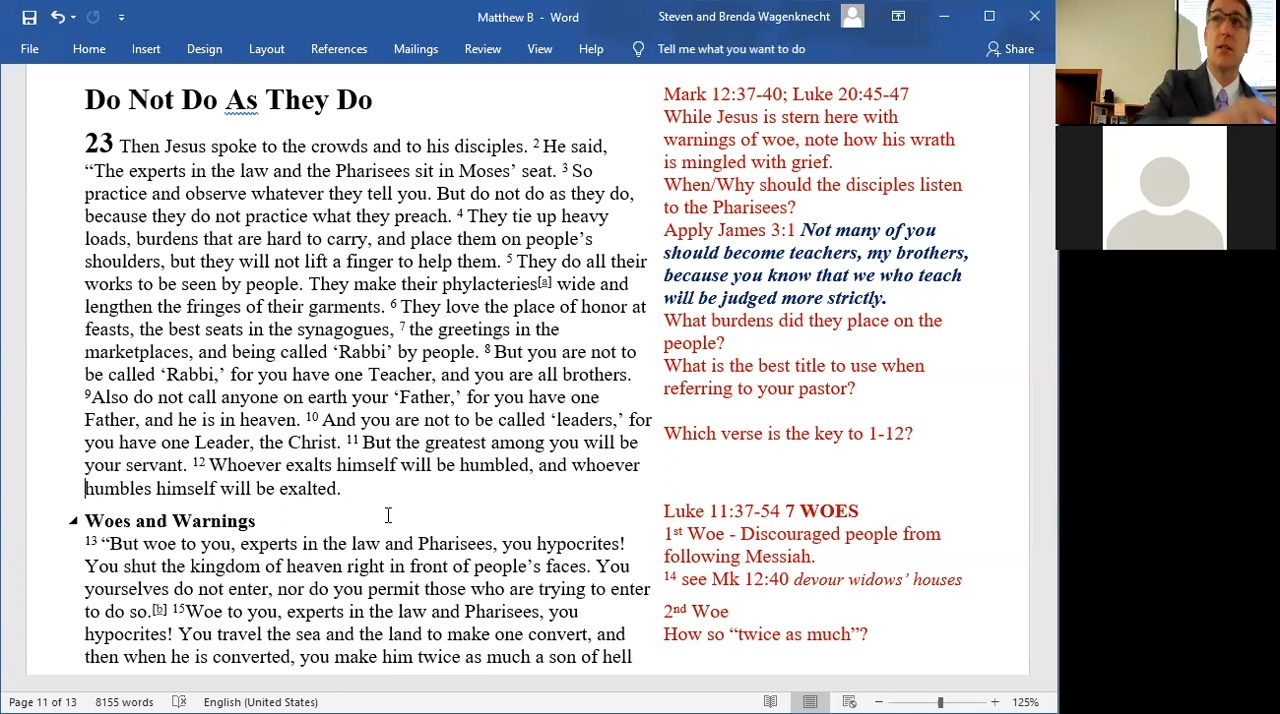 Matthew B - Word
Steven and Brenda Wagenknecht
File Home Insert Design Layout References Mailings Review View Help Tell me what you want to do Share
Do Not Do As They Do
23 Then Jesus spoke to the crowds and to his disciples. 2 He said,
“The experts in the law and the Pharisees sit in Moses’ seat. 3 So
practice and observe whatever they tell you. But do not do as they do,
because they do not practice what they preach. 4 They tie up heavy
loads, burdens that are hard to carry, and place them on people’s
shoulders, but they will not lift a finger to help them. 5 They do all their
works to be seen by people. They make their phylacteries[a] wide and
lengthen the fringes of their garments. 6 They love the place of honor at
feasts, the best seats in the synagogues, 7 the greetings in the
marketplaces, and being called ‘Rabbi’ by people. 8 But you are not to
be called ‘Rabbi,’ for you have one Teacher, and you are all brothers.
9Also do not call anyone on earth your ‘Father,’ for you have one
Father, and he is in heaven. 10 And you are not to be called ‘leaders,’ for
you have one Leader, the Christ. 11 But the greatest among you will be
your servant. 12 Whoever exalts himself will be humbled, and whoever
humbles himself will be exalted.
Woes and Warnings
13 “But woe to you, experts in the law and Pharisees, you hypocrites!
You shut the kingdom of heaven right in front of people’s faces. You
yourselves do not enter, nor do you permit those who are trying to enter
to do so.[b] 15Woe to you, experts in the law and Pharisees, you
hypocrites! You travel the sea and the land to make one convert, and
then when he is converted, you make him twice as much a son of hell
Mark 12:37-40; Luke 20:45-47
While Jesus is stern here with
warnings of woe, note how his wrath
is mingled with grief.
When/Why should the disciples listen
to the Pharisees?
Apply James 3:1 Not many of you
should become teachers, my brothers,
because you know that we who teach
will be judged more strictly.
What burdens did they place on the
people?
What is the best title to use when
referring to your pastor?
Which verse is the key to 1-12?
Luke 11:37-54 7 WOES
1st Woe - Discouraged people from
following Messiah.
14 see Mk 12:40 devour widows’ houses
2nd Woe
How so “twice as much”?
Page 11 of 13 8155 words English (United States) 125%